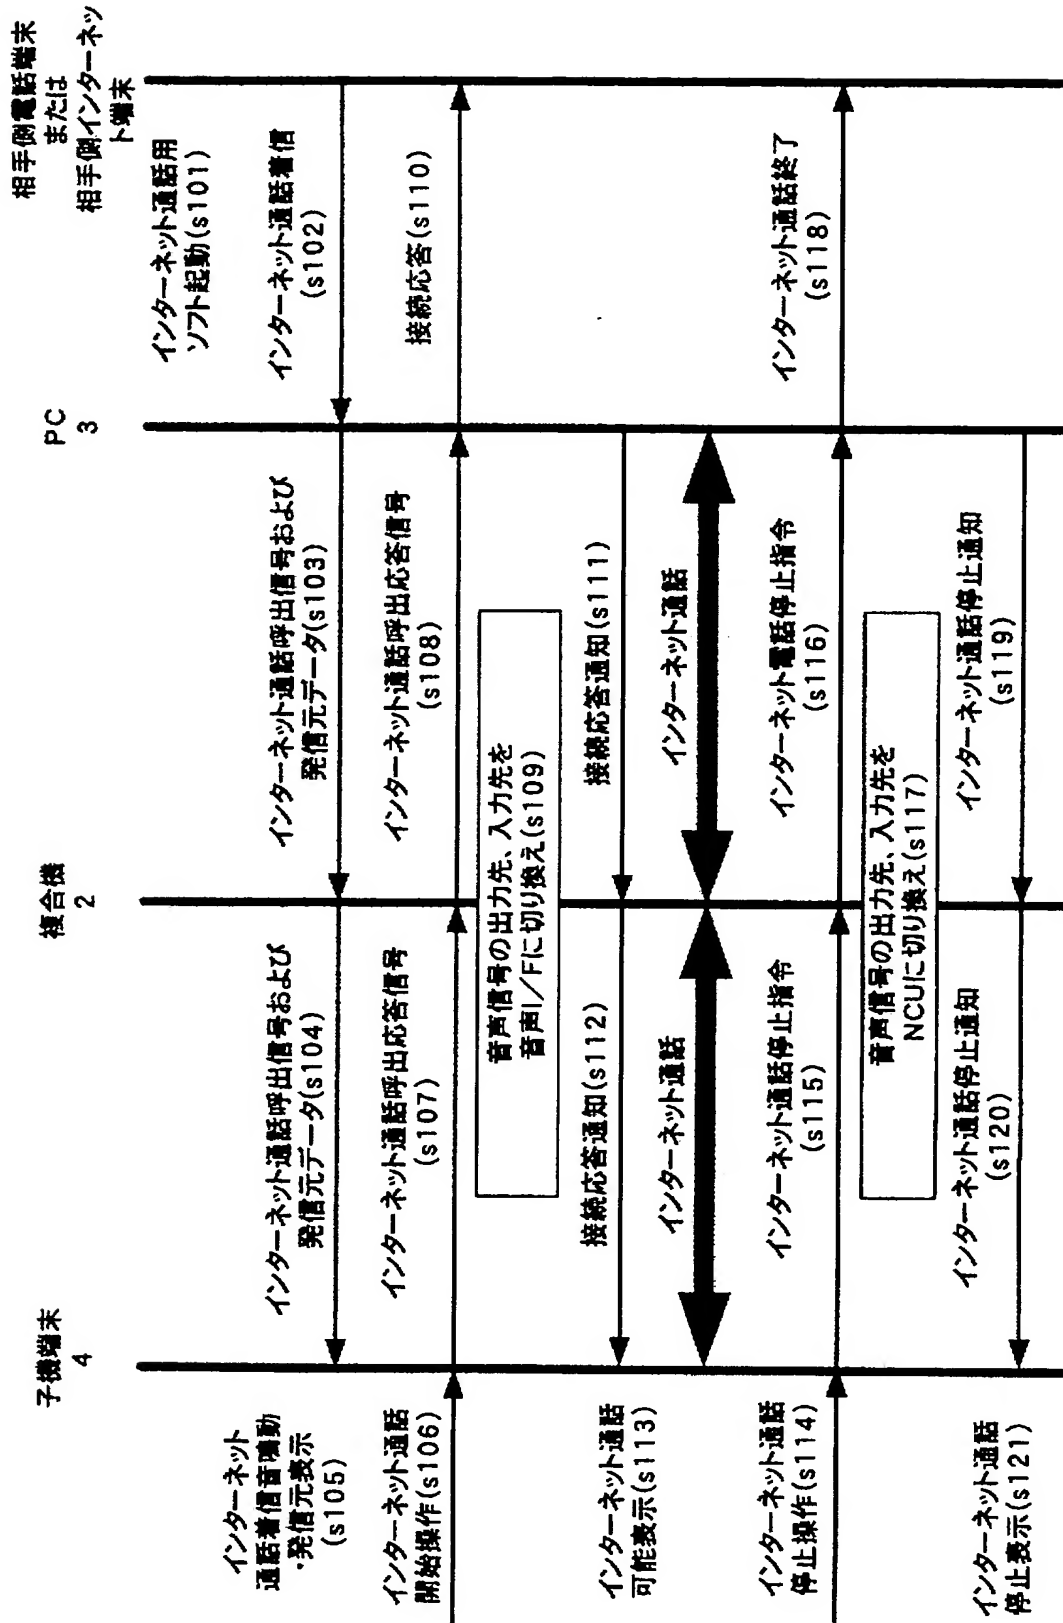 子機端末
4
複合機
2
PC
3
相手側電話端末
または
相手側インターネッ
ト端末
インターネット通話用
ソフト起動(s101)
インターネット通話着信
(s102)
インターネット通話呼出信号および
発信元データ(s103)
インターネット通話呼出信号および
発信元データ(s104)
インターネット
通話着信音鳴動
・発信元表示
(s105)
インターネット通話
開始操作(s106)
インターネット通話呼出応答信号
(s107)
インターネット通話呼出応答信号
(s108)
音声信号の出力先、入力先を
音声I/Fに切り換え(s109)
接続応答(s110)
接続応答通知(s111)
接続応答通知(s112)
インターネット通話
可能表示(s113)
インターネット通話
インターネット通話
インターネット通話
停止操作(s114)
インターネット通話停止指令
(s115)
インターネット電話停止指令
(s116)
音声信号の出力先、入力先を
NCUに切り換え(s117)
インターネット通話終了
(s118)
インターネット通話停止通知
(s119)
インターネット通話停止通知
(s120)
インターネット通話
停止表示(s121)